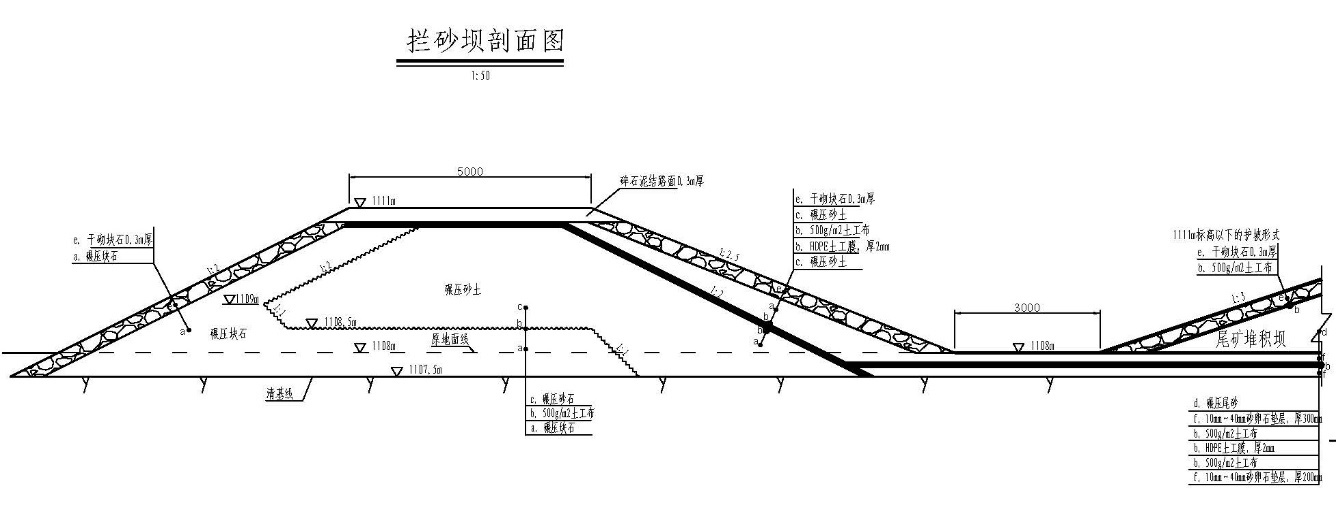 拦砂坝剖面图
1:50
5000
碎石泥结路面0.3m厚
1111m
e. 干砌块石0.3m厚
c. 碾压砂土
b. 500g/m2土工布
b. HDPE土工膜，厚2mm
c. 碾压砂土
e. 干砌块石0.3m厚
a. 碾压块石
1111m标高以下的护坡形式
e. 干砌块石0.3m厚
b. 500g/m2土工布
1:2
1:2
1:2.5
1:2
1:3
e
a
1109m
1:1
碾压砂土
c
b
a
碾压块石
1108.5m
原地面线
1:1
e
a
b
b
a
3000
e
b
尾矿堆积坝
1108m
1108m
1107.5m
清基线
d
f
b
f
c. 碾压砂石
b. 500g/m2土工布
a. 碾压块石
d. 碾压尾砂
f. 10mm~40mm砂卵石垫层，厚300mm
b. 500g/m2土工布
b. HDPE土工膜，厚2mm
b. 500g/m2土工布
f. 10mm~40mm砂卵石垫层，厚200mm